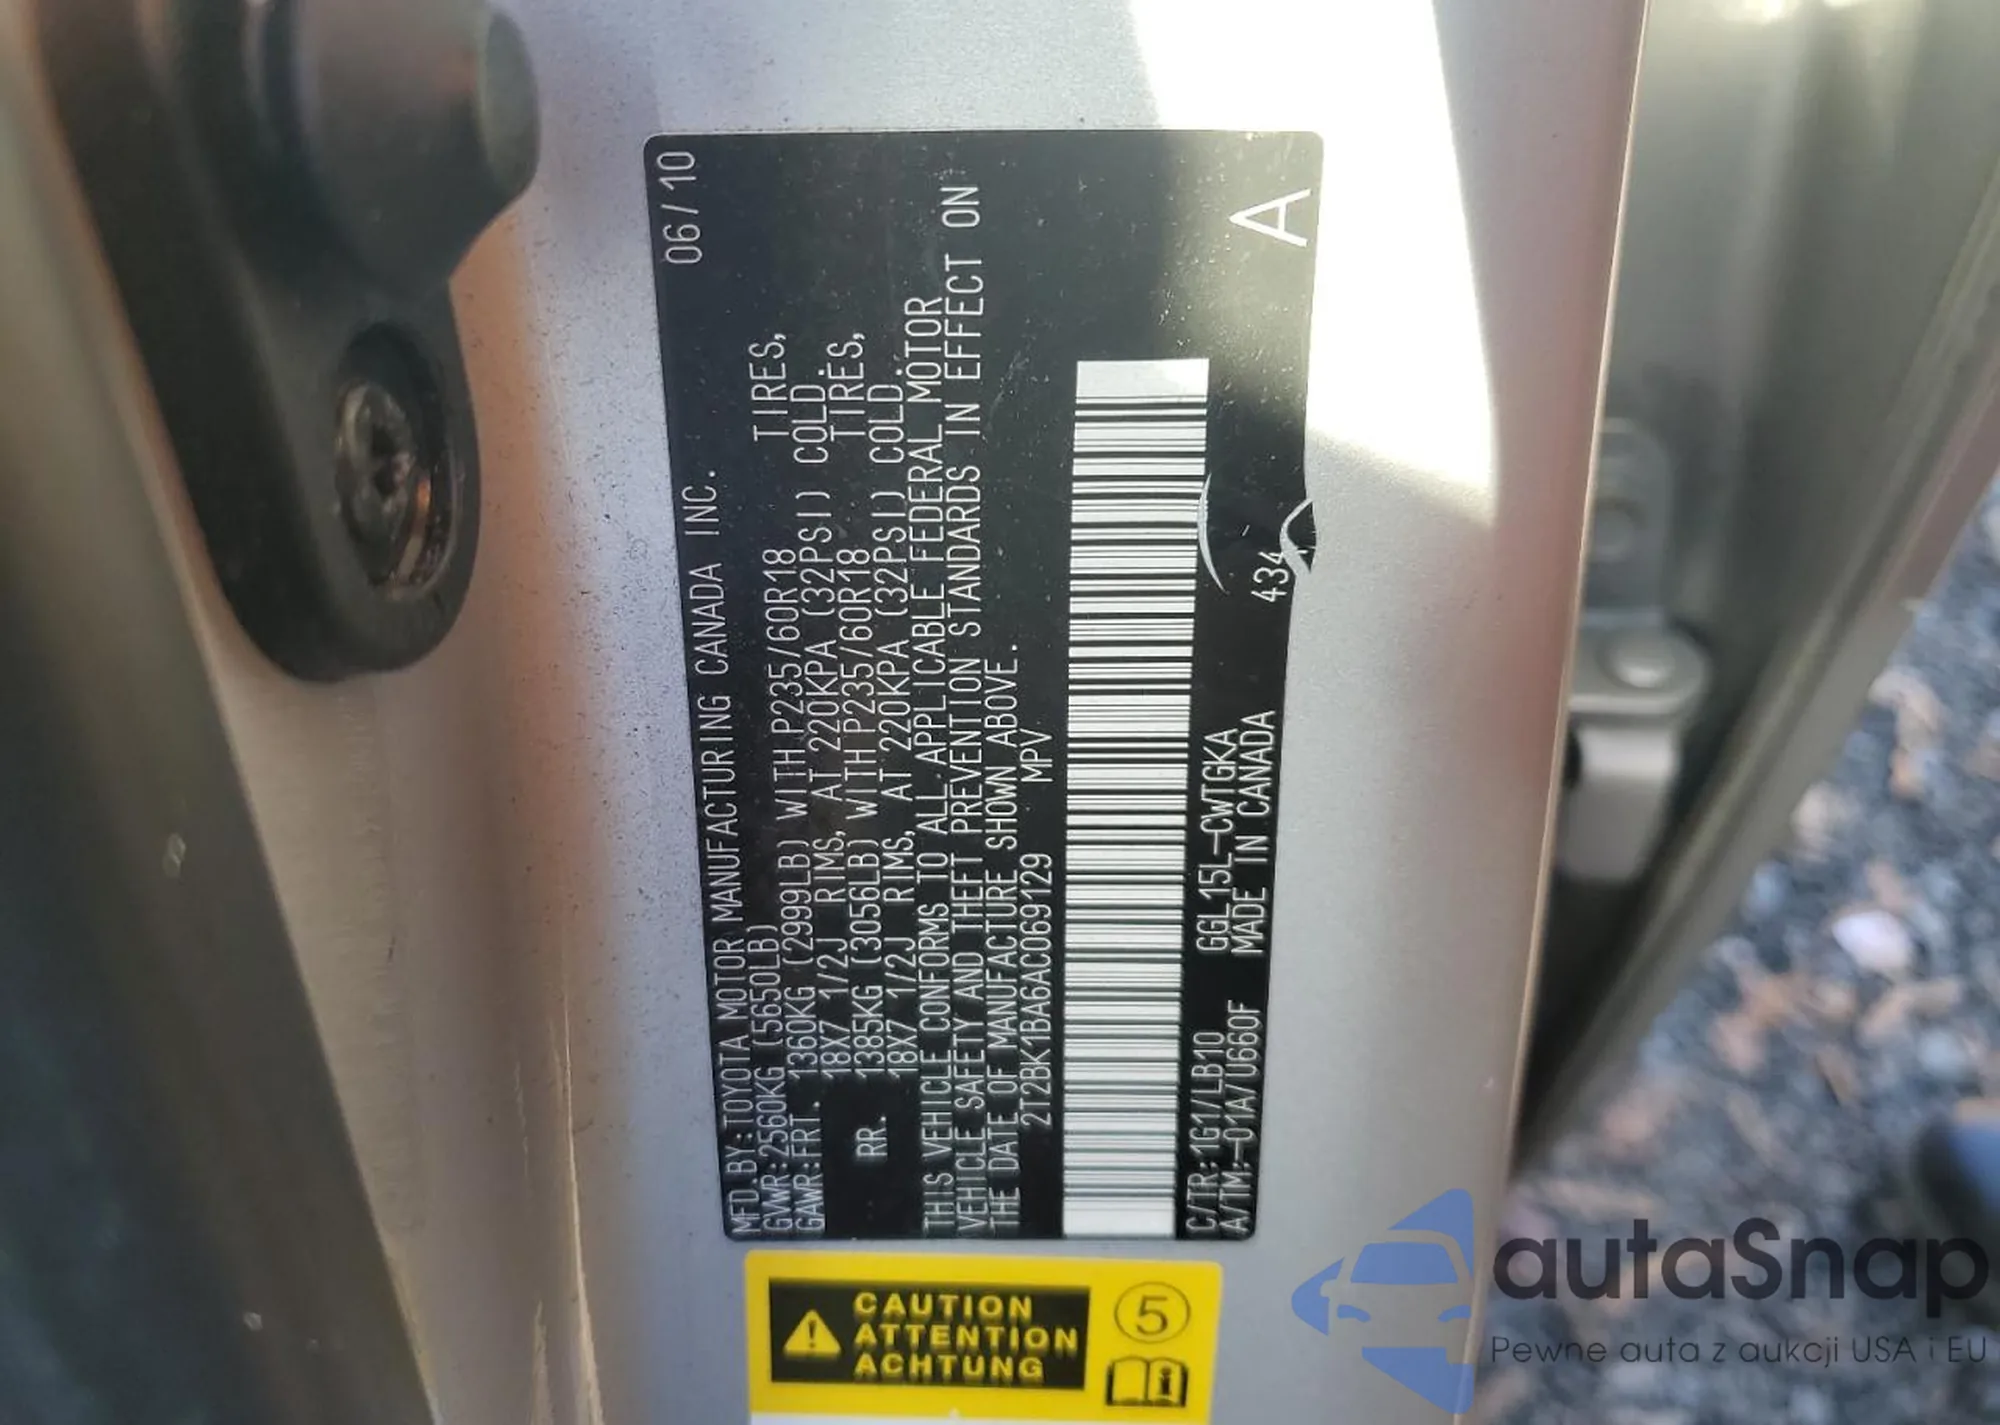 MFD.BY:TOYOTA MOTOR MANUFACTURING CANADA INC. 06/10
GVWR:2560KG (5650LB)
GAWR:FRT. 1360KG (2999LB) WITH P235/60R18 TIRES,
18X7 1/2J RIMS, AT 220KPA (32PSI) COLD.
RR. 1385KG (3056LB) WITH P235/60R18 TIRES,
18X7 1/2J RIMS, AT 220KPA (32PSI) COLD.
THIS VEHICLE CONFORMS TO ALL APPLICABLE FEDERAL MOTOR
VEHICLE SAFETY AND THEFT PREVENTION STANDARDS IN EFFECT ON
THE DATE OF MANUFACTURE SHOWN ABOVE.
2T2BK1BA6AC069129 MPV
C/TR:1G1/LB10 GGL15L-CWTGKA
A/TM:-01A/U660F MADE IN CANADA 434
A
CAUTION
ATTENTION
ACHTUNG
5
autaSnap
Pewne auta z aukcji USA i EU